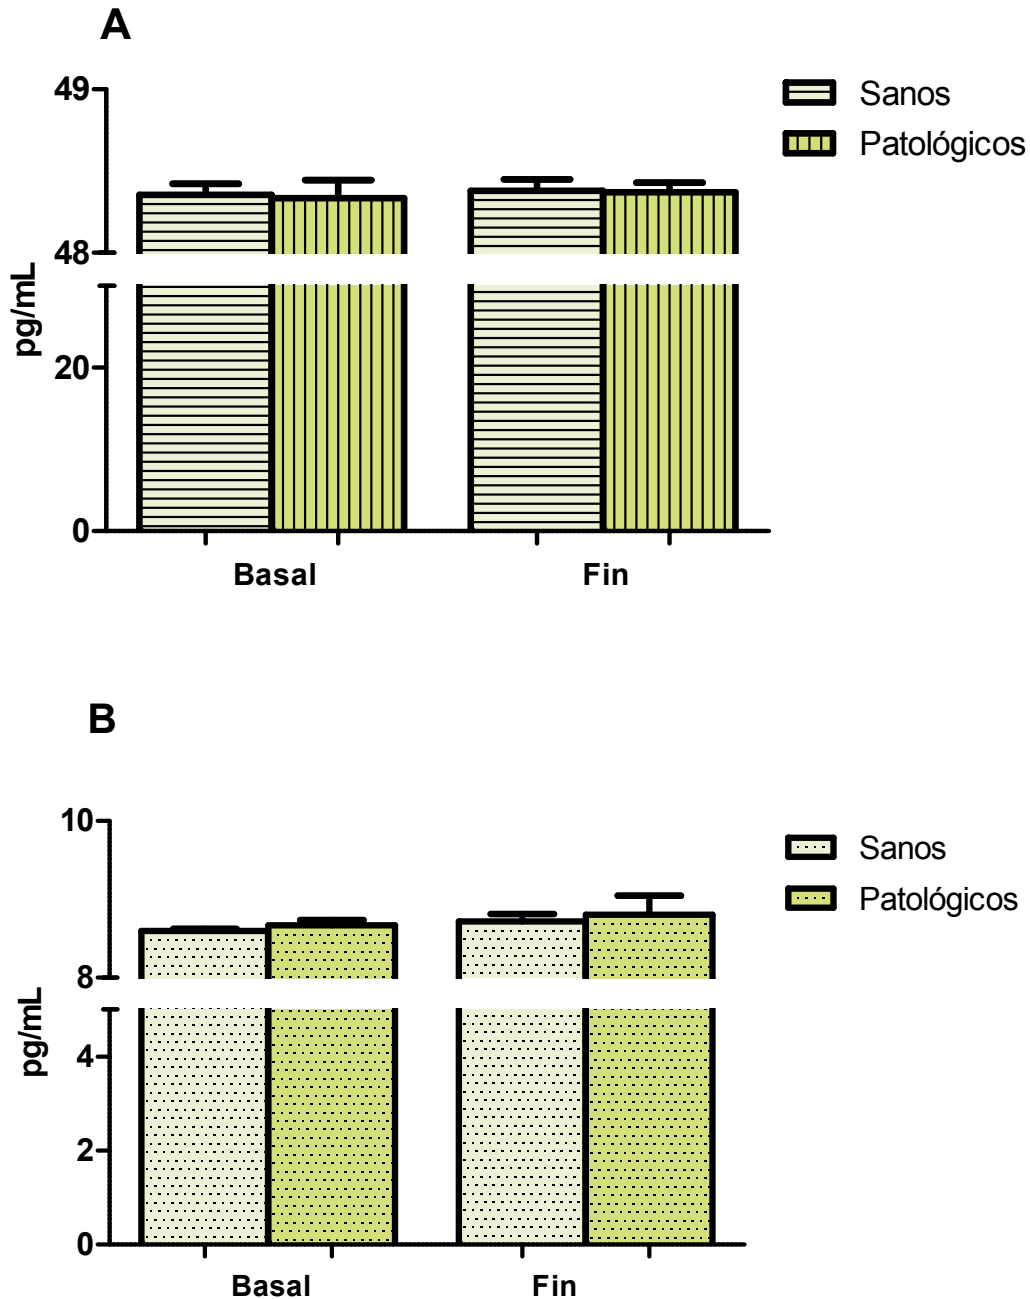 A
49
48
20
0
pg/mL
Basal
Fin
Sanos
Patológicos
B
10
8
4
2
0
pg/mL
Basal
Fin
Sanos
Patológicos